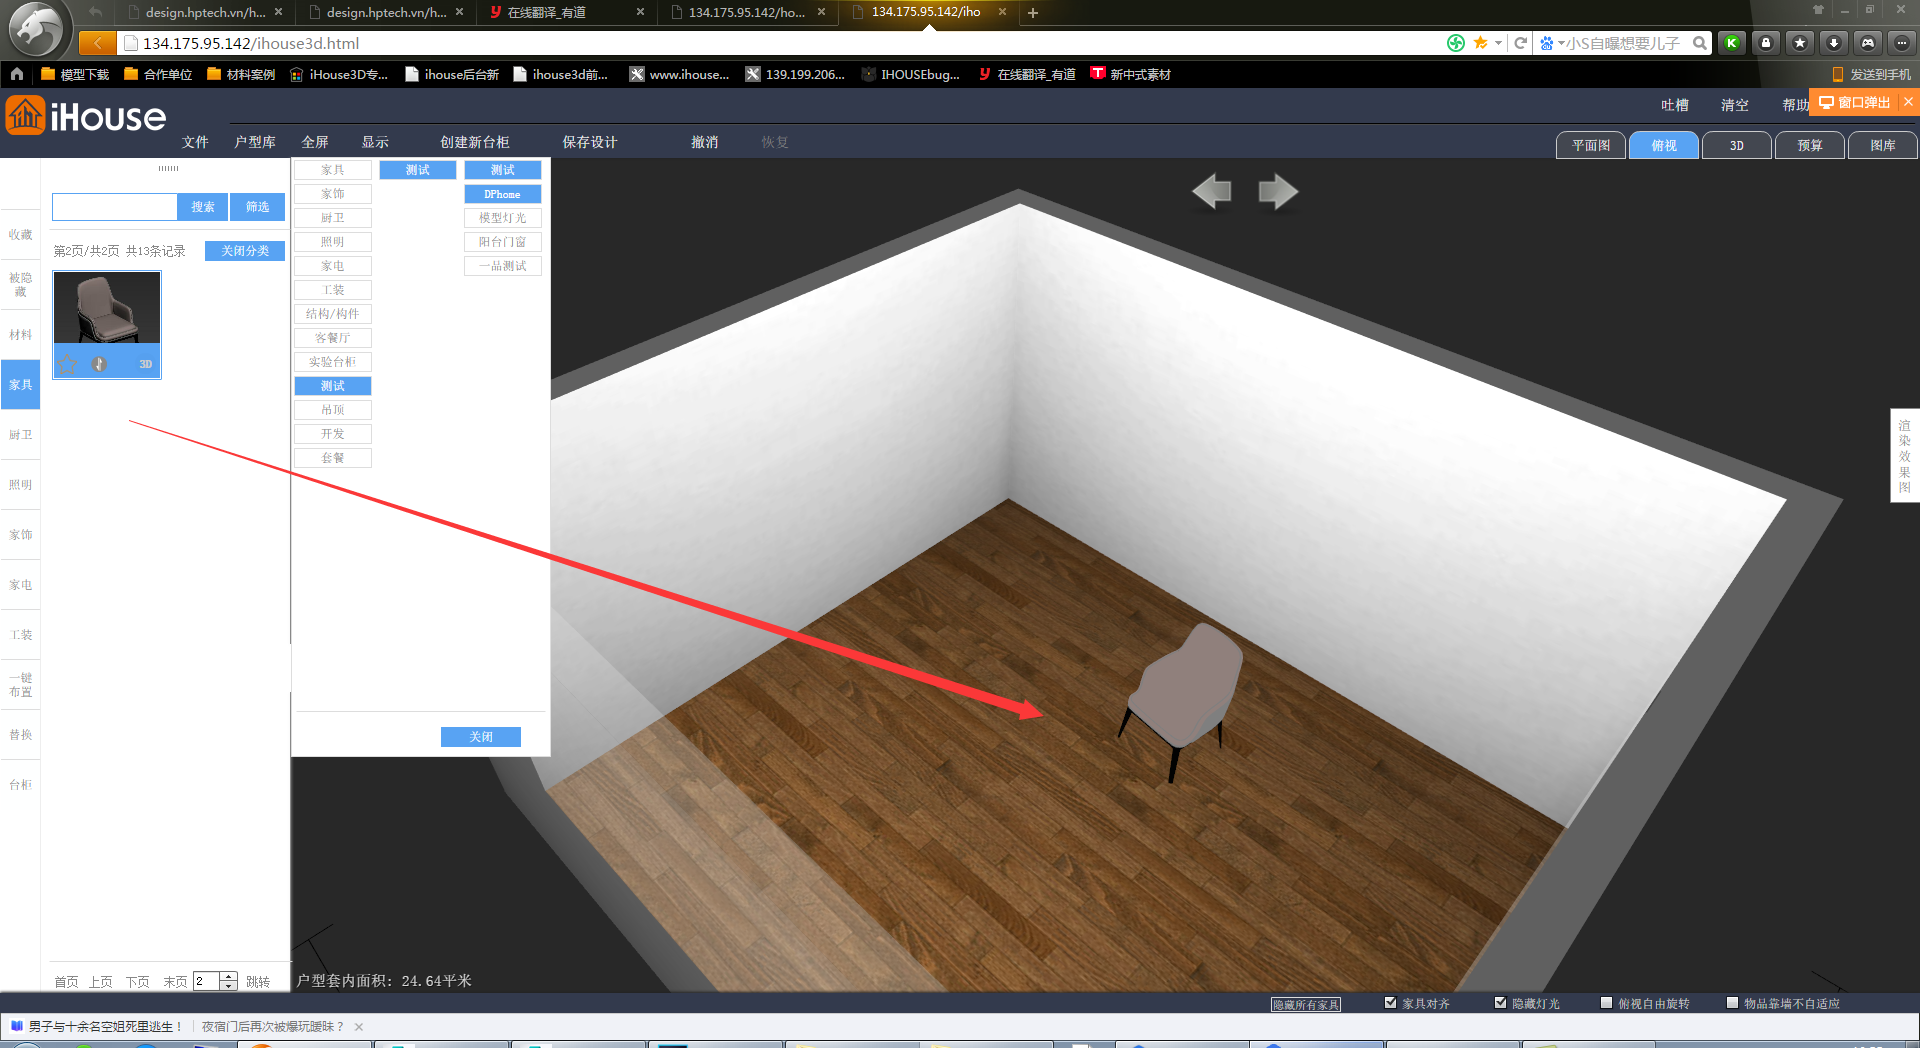 design.hptech.vn/h...
design.hptech.vn/h...
在线翻译_有道
134.175.95.142/ho...
134.175.95.142/iho
134.175.95.142/ihouse3d.html
小S自曝想要儿子
模型下载
合作单位
材料案例
iHouse3D专...
ihouse后台新
ihouse3d前...
www.ihouse...
139.199.206...
IHOUSEbug...
在线翻译_有道
新中式素材
发送到手机
iHouse
吐槽
清空
帮助
窗口弹出
文件
户型库
全屏
显示
创建新台柜
保存设计
撤消
恢复
平面图
俯视
3D
预算
图库
搜索
筛选
第2页/共2页 共13条记录
关闭分类
3D
收藏
被隐藏
材料
家具
厨卫
照明
家饰
家电
工装
一键布置
替换
台柜
家具
家饰
厨卫
照明
家电
工装
结构/构件
客餐厅
实验台柜
测试
吊顶
开发
套餐
测试
测试
DPhome
模型灯光
阳台门窗
一品测试
关闭
渲染效果图
首页
上页
下页
末页
2
跳转
户型套内面积: 24.64平米
隐藏所有家具
家具对齐
隐藏灯光
俯视自由旋转
物品靠墙不自适应
男子与十余名空姐死里逃生！
夜宿门后再次被爆玩暧昧？